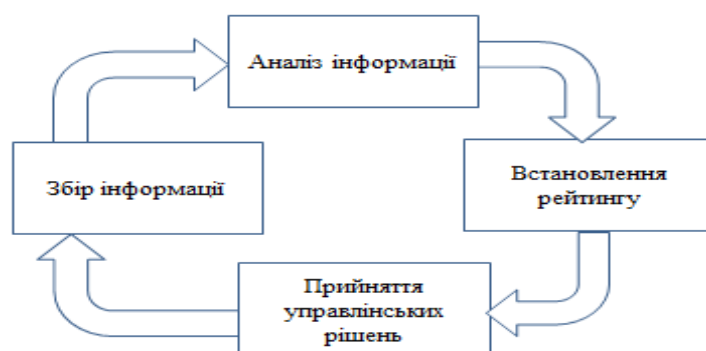 Аналіз інформації
Збір інформації
Встановлення
рейтингу
Прийняття
управлінських
рішень